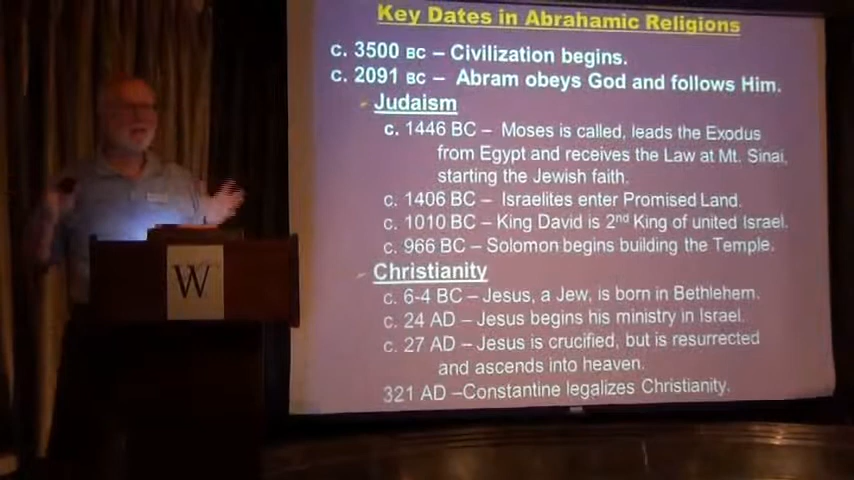 Key Dates in Abrahamic Religions
c. 3500 BC – Civilization begins.
c. 2091 BC – Abram obeys God and follows Him.
Judaism
c. 1446 BC – Moses is called, leads the Exodus
from Egypt and receives the Law at Mt. Sinai,
starting the Jewish faith.
c. 1406 BC – Israelites enter Promised Land.
c. 1010 BC – King David is 2nd King of united Israel.
c. 966 BC – Solomon begins building the Temple.
Christianity
c. 6-4 BC – Jesus, a Jew, is born in Bethlehem.
c. 24 AD – Jesus begins his ministry in Israel.
c. 27 AD – Jesus is crucified, but is resurrected
and ascends into heaven.
321 AD – Constantine legalizes Christianity.
W